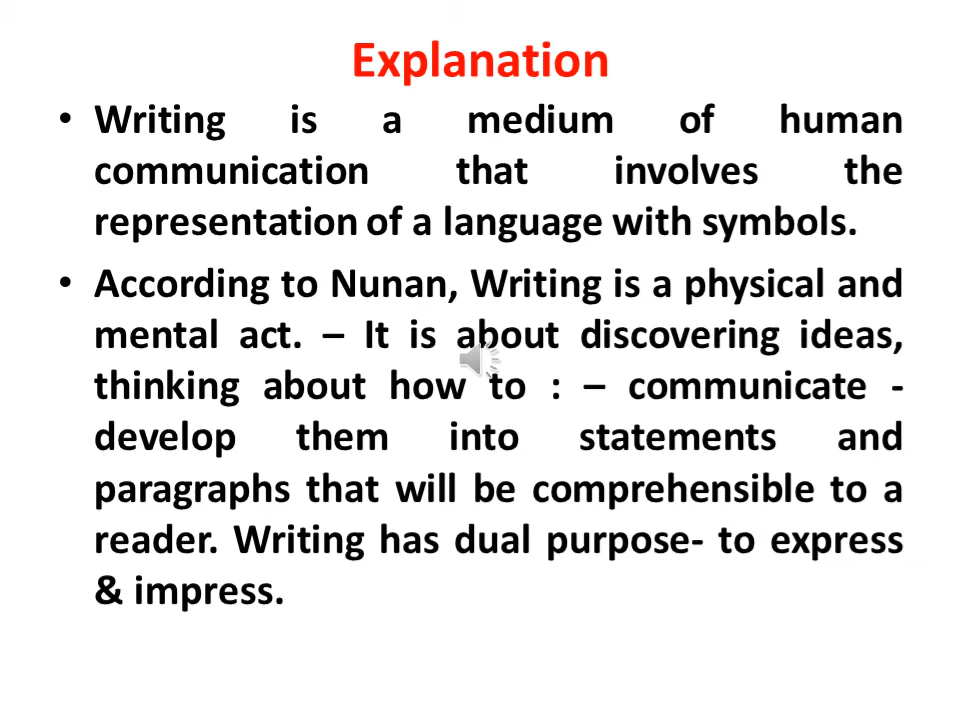 Explanation
• Writing is a medium of human
communication that involves the
representation of a language with symbols.
• According to Nunan, Writing is a physical and
mental act. – It is about discovering ideas,
thinking about how to : – communicate -
develop them into statements and
paragraphs that will be comprehensible to a
reader. Writing has dual purpose- to express
& impress.